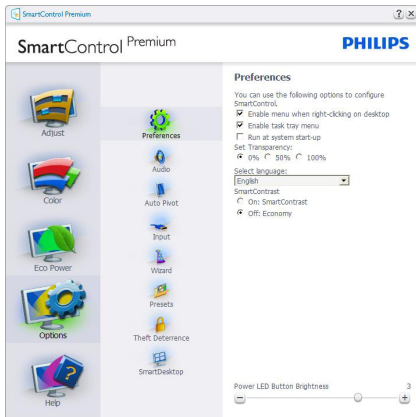 SmartControl Premium
SmartControl Premium
PHILIPS
Adjust
Color
Eco Power
Options
Help
Preferences
Audio
Auto Pivot
Input
Wizard
Presets
Theft Deterrence
SmartDesktop
Preferences
You can use the following options to configure
SmartControl.
Enable menu when right-clicking on desktop
Enable task tray menu
Run at system start-up
Set Transparency:
0% 50% 100%
Select language:
English
SmartContrast
On: SmartContrast
Off: Economy
Power LED Button Brightness 3